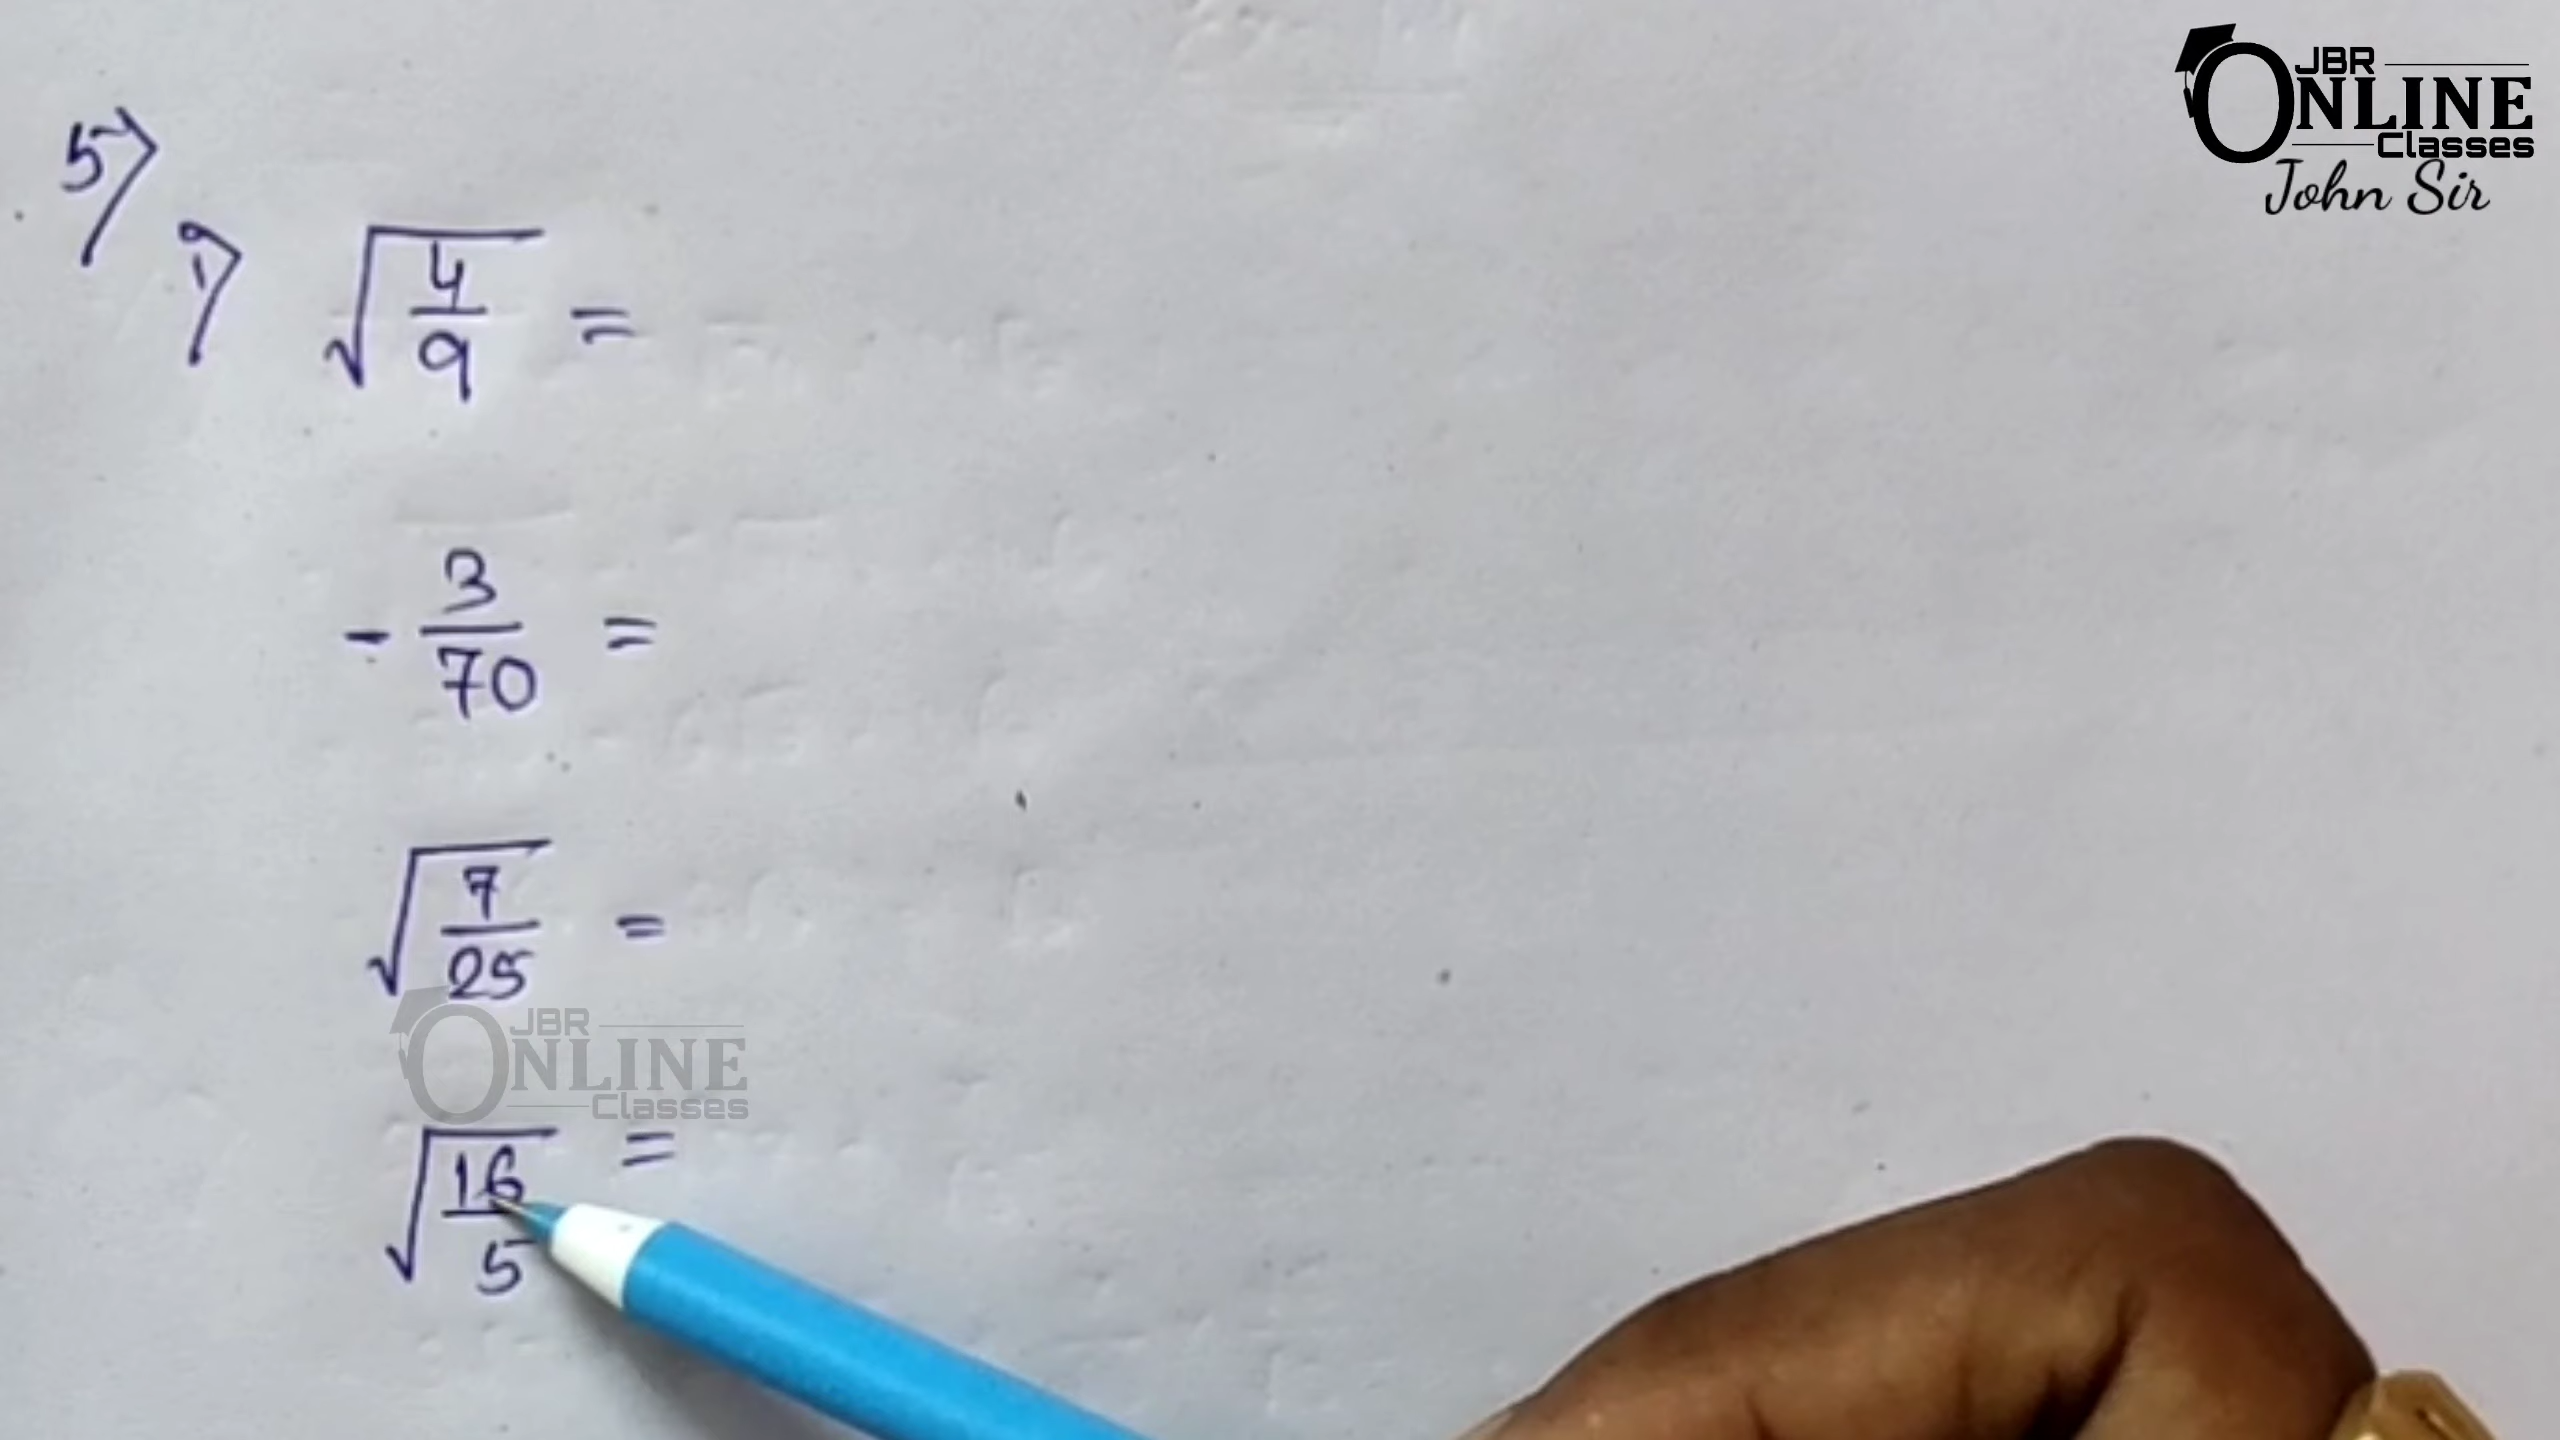 JBR
ONLINE
Classes
John Sir
5)
i) √4/9 =
- 3/70 =
√7/25 =
JBR
ONLINE
Classes
√16/5 =